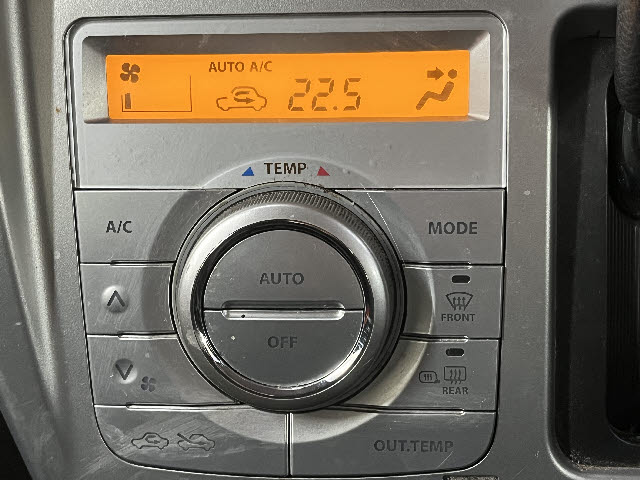 AUTO A/C
22.5
TEMP
A/C
MODE
AUTO
OFF
FRONT
REAR
OUT.TEMP